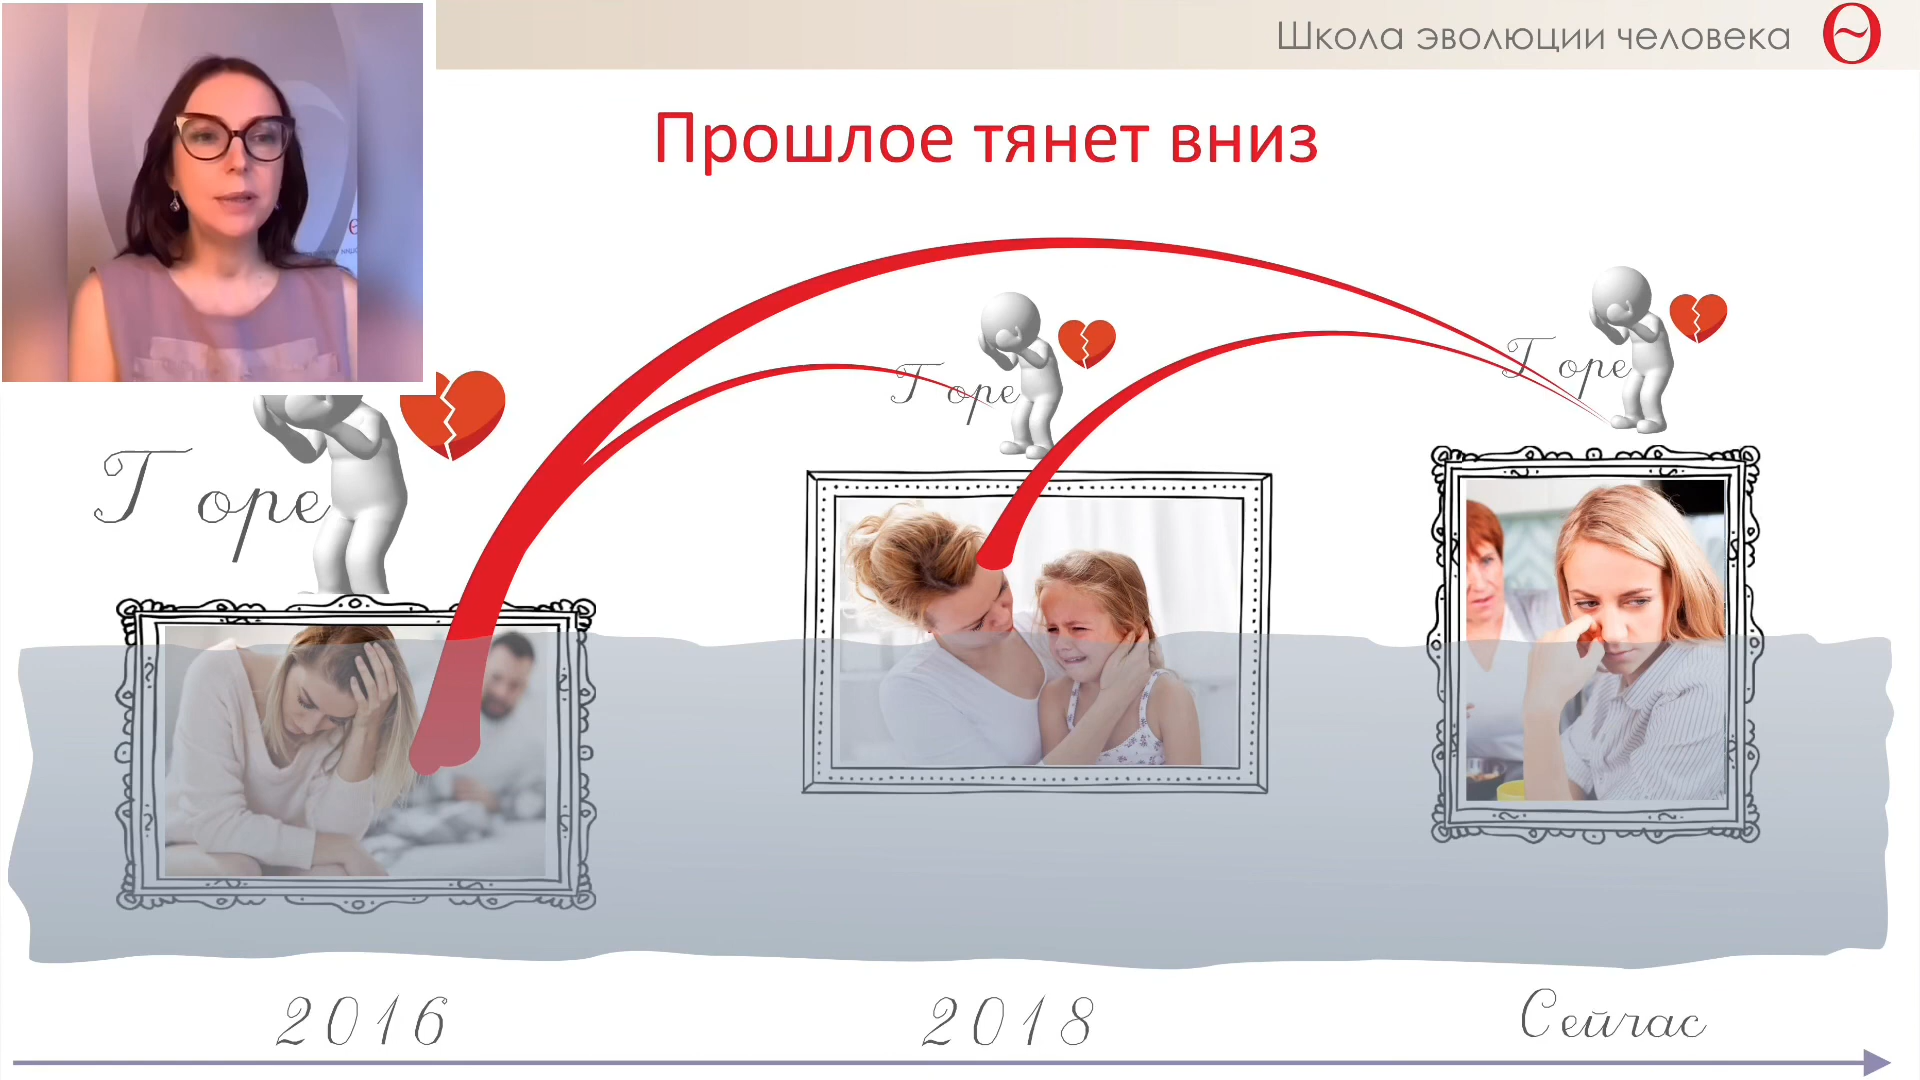 Школа эволюции человека
Прошлое тянет вниз
Горе
Горе
Горе
2016
2018
Сейчас